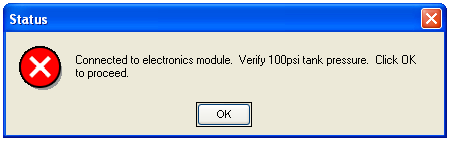 Status
Connected to electronics module.  Verify 100psi tank pressure.  Click OK
to proceed.
OK